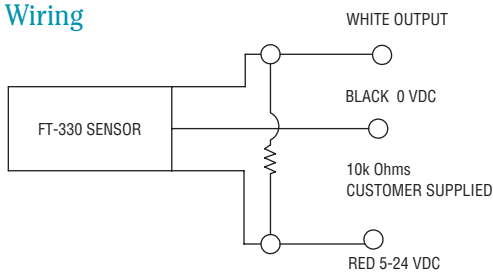 Wiring
WHITE OUTPUT
BLACK 0 VDC
FT-330 SENSOR
10k Ohms
CUSTOMER SUPPLIED
RED 5-24 VDC